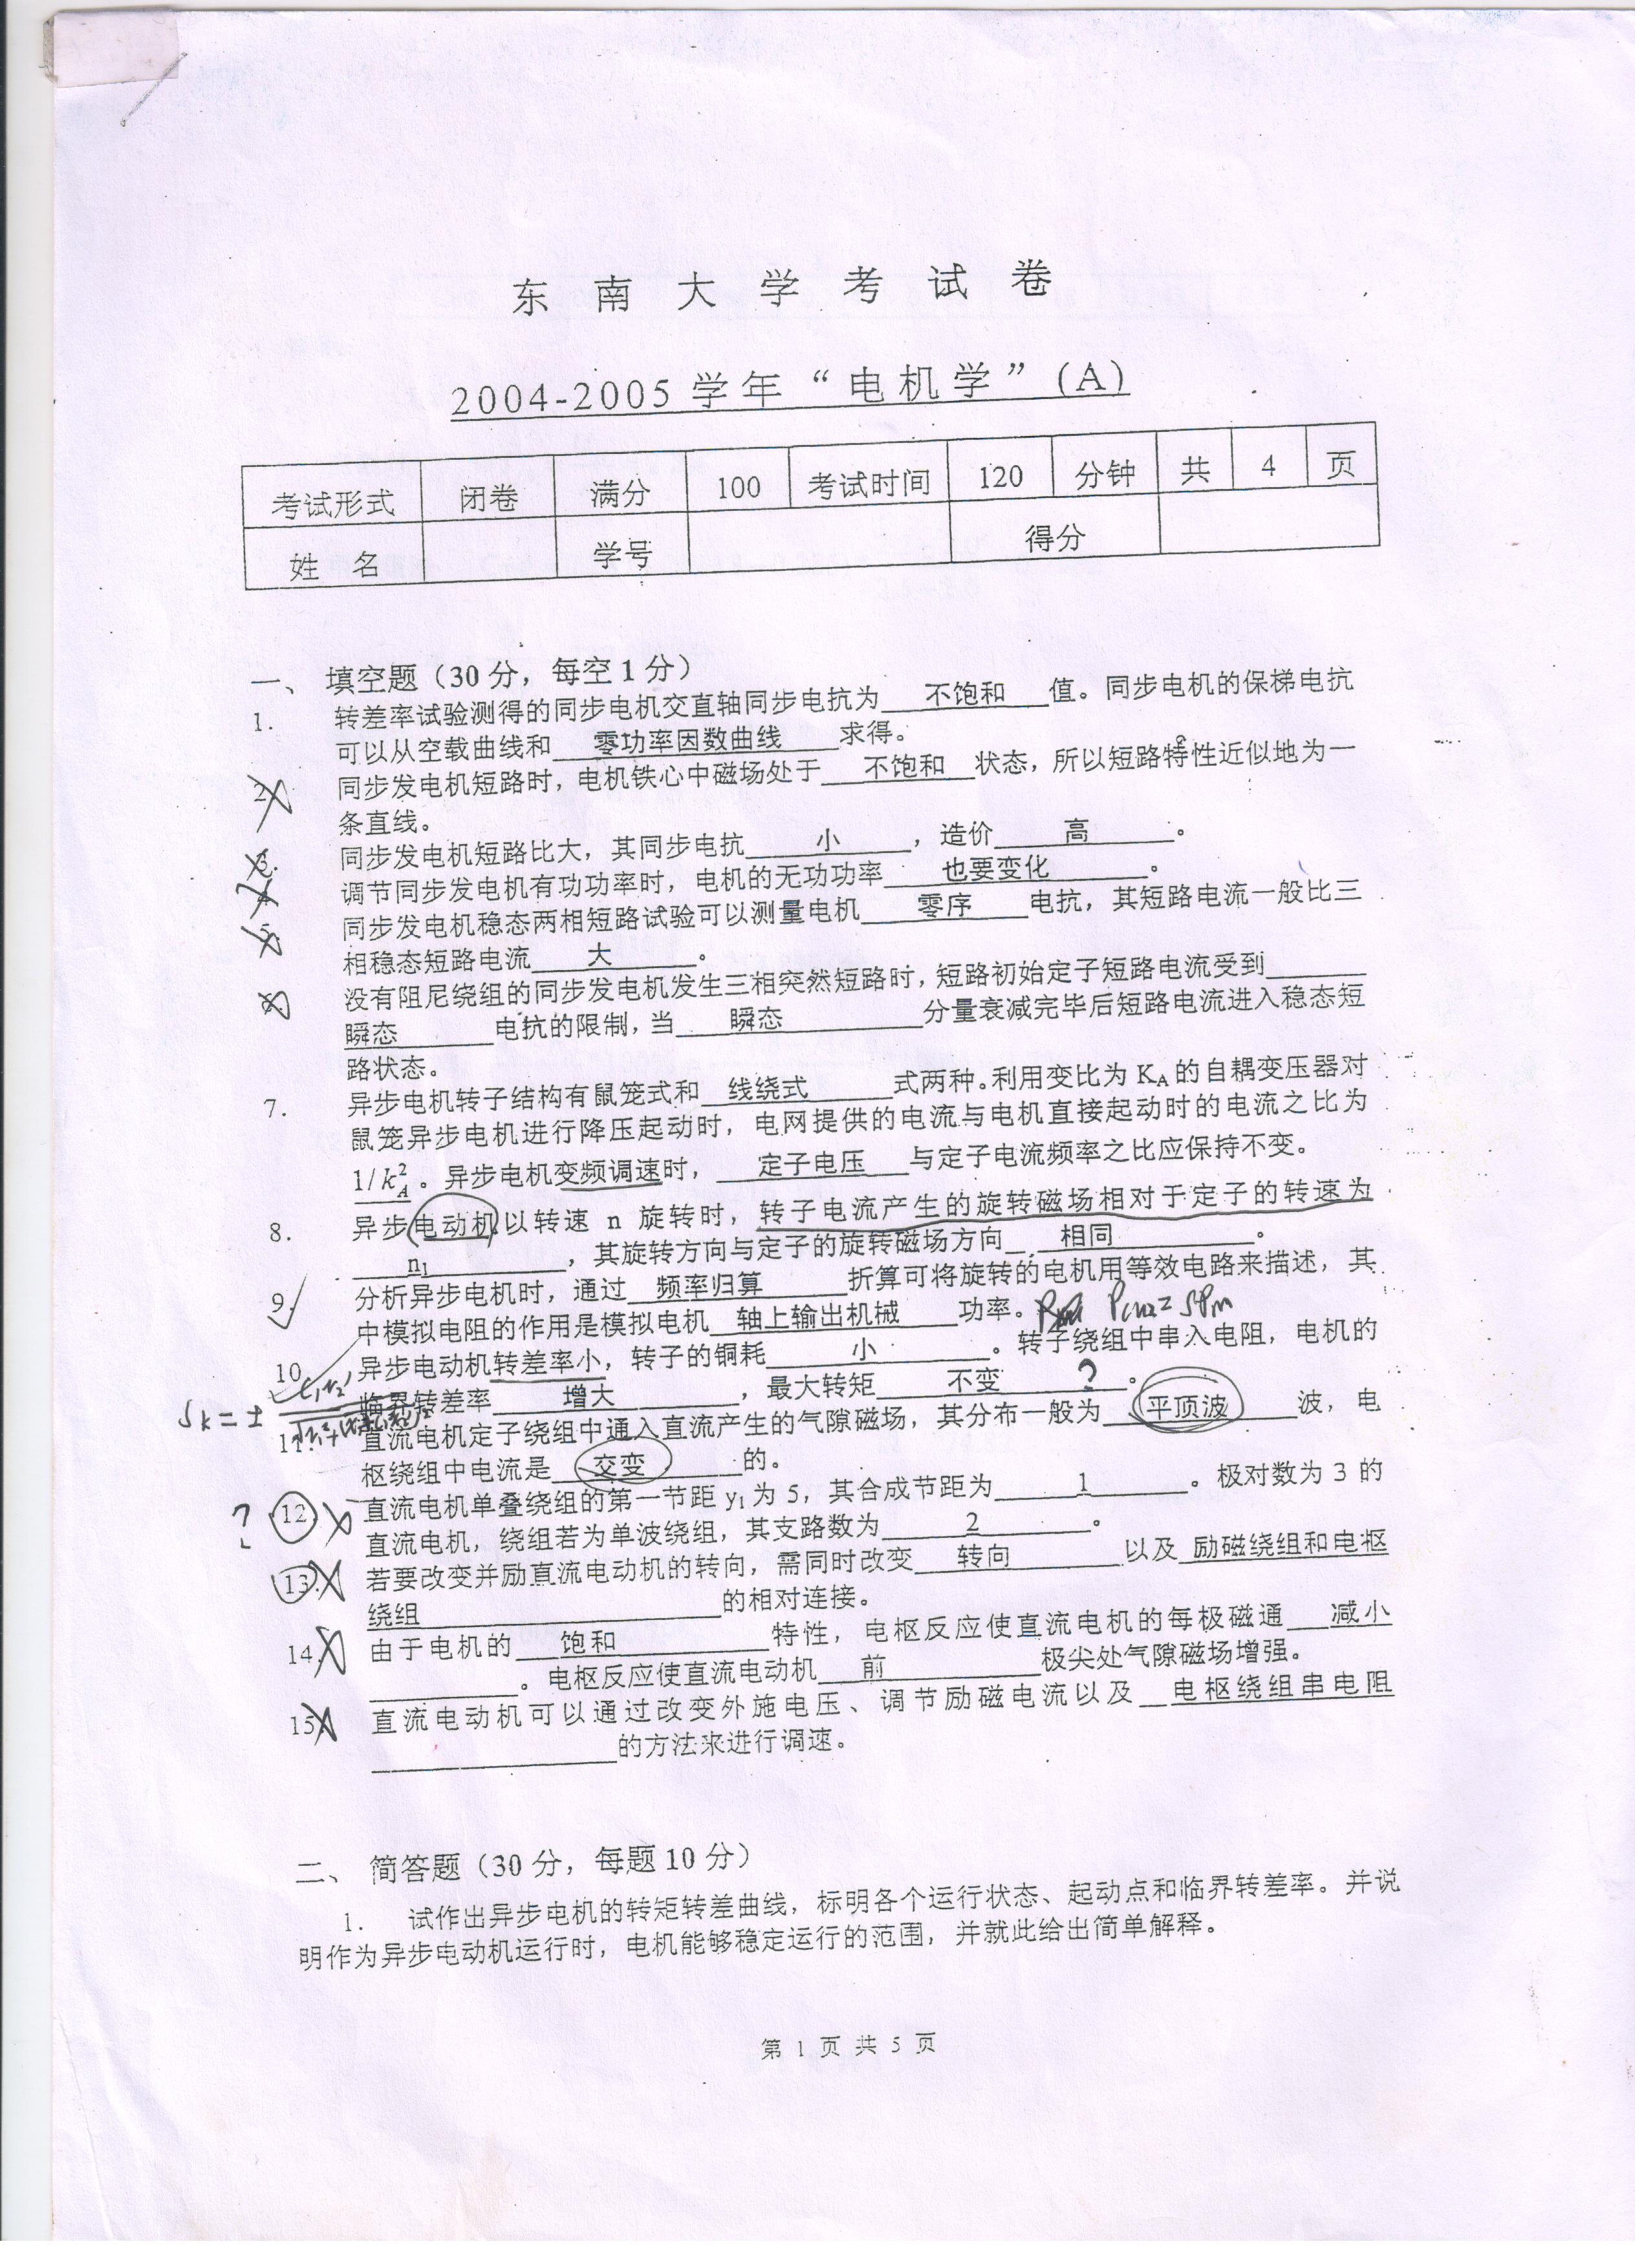 东南大学考试卷
2004-2005 学年“电机学”(A)
考试形式 闭卷 满分 100 考试时间 120 分钟 共 4 页
姓 名 学号 得分
一、 填空题（30 分，每空 1 分）
1. 转差率试验测得的同步电机交直轴同步电抗为 不饱和 值。同步电机的保梯电抗
可以从空载曲线和 零功率因数曲线 求得。
2. 同步发电机短路时，电机铁心中磁场处于 不饱和 状态，所以短路特性近似地为一
条直线。
3. 同步发电机短路比大，其同步电抗 小 ，造价 高 。
4. 调节同步发电机有功功率时，电机的无功功率 也要变化 。
5. 同步发电机稳态两相短路试验可以测量电机 零序 电抗，其短路电流一般比三
相稳态短路电流 大 。
没有阻尼绕组的同步发电机发生三相突然短路时，短路初始定子短路电流受到
瞬态 电抗的限制，当 瞬态 分量衰减完毕后短路电流进入稳态短
路状态。
7. 异步电机转子结构有鼠笼式和 线绕式 式两种。利用变比为 KA 的自耦变压器对
鼠笼异步电机进行降压起动时，电网提供的电流与电机直接起动时的电流之比为
1/k²A 。异步电机变频调速时， 定子电压 与定子电流频率之比应保持不变。
8. 异步电动机以转速 n 旋转时，转子电流产生的旋转磁场相对于定子的转速为
n₁ ，其旋转方向与定子的旋转磁场方向 相同 。
9. 分析异步电机时，通过 频率归算 折算可将旋转的电机用等效电路来描述，其
中模拟电阻的作用是模拟电机 轴上输出机械 功率。 Pcu2=SPm
10. 异步电动机转差率小，转子的铜耗 小 。转子绕组中串入电阻，电机的
临界转差率 增大 ，最大转矩 不变 。 ?
Sk=±
11. 直流电机定子绕组中通入直流产生的气隙磁场，其分布一般为 平顶波 波，电
枢绕组中电流是 交变 的。
? 12. 直流电机单叠绕组的第一节距 y₁ 为 5，其合成节距为 1 。极对数为 3 的
直流电机，绕组若为单波绕组，其支路数为 2 。
13. 若要改变并励直流电动机的转向，需同时改变 转向 以及 励磁绕组和电枢
绕组 的相对连接。
14. 由于电机的 饱和 特性，电枢反应使直流电机的每极磁通 减小
。电枢反应使直流电动机 前 极尖处气隙磁场增强。
15. 直流电动机可以通过改变外施电压、调节励磁电流以及 电枢绕组串电阻
的方法来进行调速。
二、 简答题（30 分，每题 10 分）
1. 试作出异步电机的转矩转差曲线，标明各个运行状态、起动点和临界转差率。并说
明作为异步电动机运行时，电机能够稳定运行的范围，并就此给出简单解释。
第 1 页 共 5 页